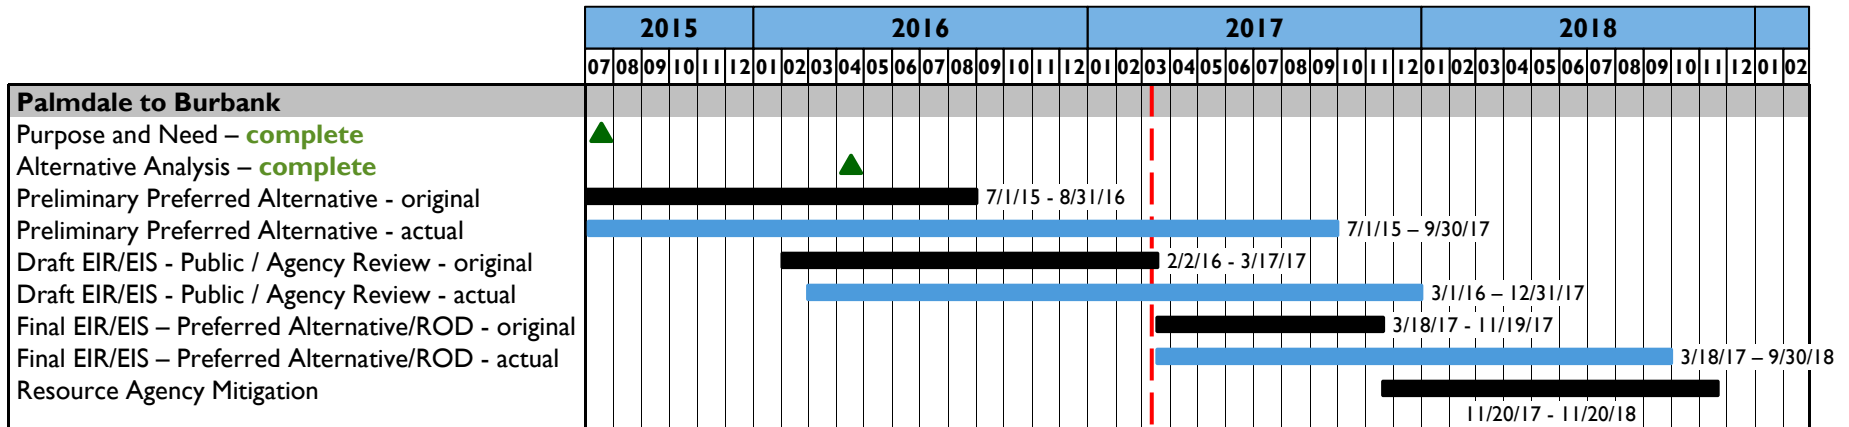 2015 2016 2017 2018
07 08 09 10 11 12 01 02 03 04 05 06 07 08 09 10 11 12 01 02 03 04 05 06 07 08 09 10 11 12 01 02 03 04 05 06 07 08 09 10 11 12 01 02
Palmdale to Burbank
Purpose and Need – complete
Alternative Analysis – complete
Preliminary Preferred Alternative - original 7/1/15 - 8/31/16
Preliminary Preferred Alternative - actual 7/1/15 – 9/30/17
Draft EIR/EIS - Public / Agency Review - original 2/2/16 - 3/17/17
Draft EIR/EIS - Public / Agency Review - actual 3/1/16 – 12/31/17
Final EIR/EIS – Preferred Alternative/ROD - original 3/18/17 - 11/19/17
Final EIR/EIS – Preferred Alternative/ROD - actual 3/18/17 – 9/30/18
Resource Agency Mitigation
11/20/17 - 11/20/18